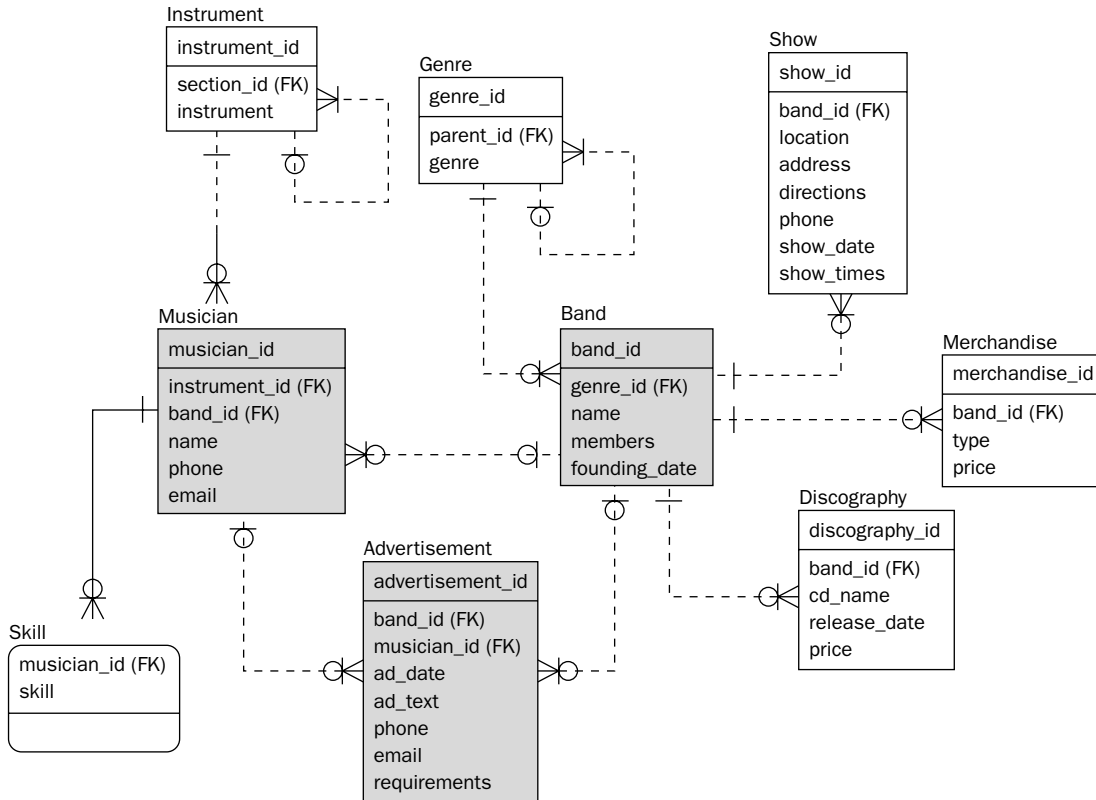 Instrument
instrument_id
section_id (FK)
instrument
Genre
genre_id
parent_id (FK)
genre
Show
show_id
band_id (FK)
location
address
directions
phone
show_date
show_times
Musician
musician_id
instrument_id (FK)
band_id (FK)
name
phone
email
Band
band_id
genre_id (FK)
name
members
founding_date
Merchandise
merchandise_id
band_id (FK)
type
price
Discography
discography_id
band_id (FK)
cd_name
release_date
price
Advertisement
advertisement_id
band_id (FK)
musician_id (FK)
ad_date
ad_text
phone
email
requirements
Skill
musician_id (FK)
skill